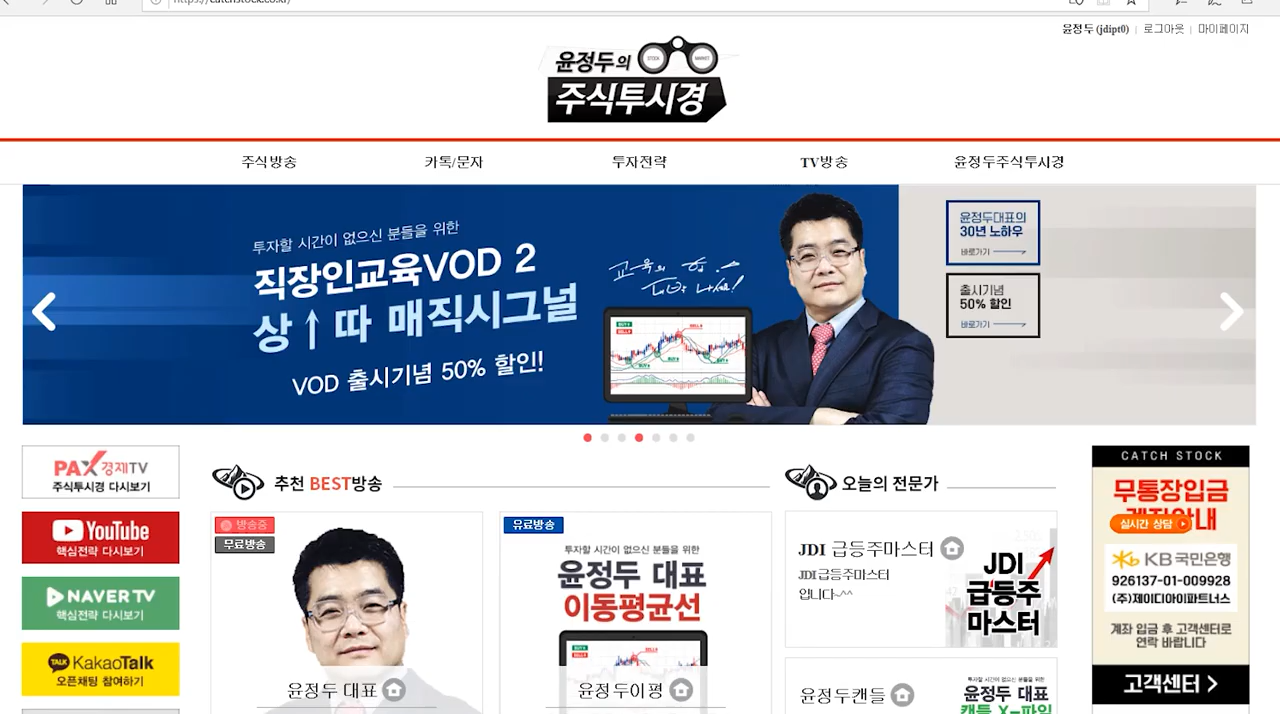 https://catchstock.co.kr/
윤정두 (jdipt0) | 로그아웃 | 마이페이지
윤정두의
STOCK
MARKET
주식투시경
주식방송
카톡/문자
투자전략
TV방송
윤정두주식투시경
투자할 시간이 없으신 분들을 위한
직장인교육VOD 2
상↑따 매직시그널
VOD 출시기념 50% 할인!
윤정두대표의
30년 노하우
바로가기
출시기념
50% 할인
바로가기
PAX경제TV
주식투시경 다시보기
YouTube
핵심전략 다시보기
NAVER TV
핵심전략 다시보기
TALK KakaoTalk
오픈채팅 참여하기
추천 BEST방송
방송중
무료방송
윤정두 대표
유료방송
투자할 시간이 없으신 분들을 위한
윤정두 대표
이동평균선
윤정두이평
오늘의 전문가
JDI 급등주마스터
JDI급등주마스터
입니다~^^
JDI
급등주
마스터
윤정두캔들
투자할 시간이 없으신 분들을 위한
윤정두 대표
캔들 X-파일
CATCH STOCK
무통장입금
실시간 상담
KB국민은행
926137-01-009928
(주)제이디아이파트너스
계좌 입금 후 고객센터로
연락 바랍니다
고객센터 >